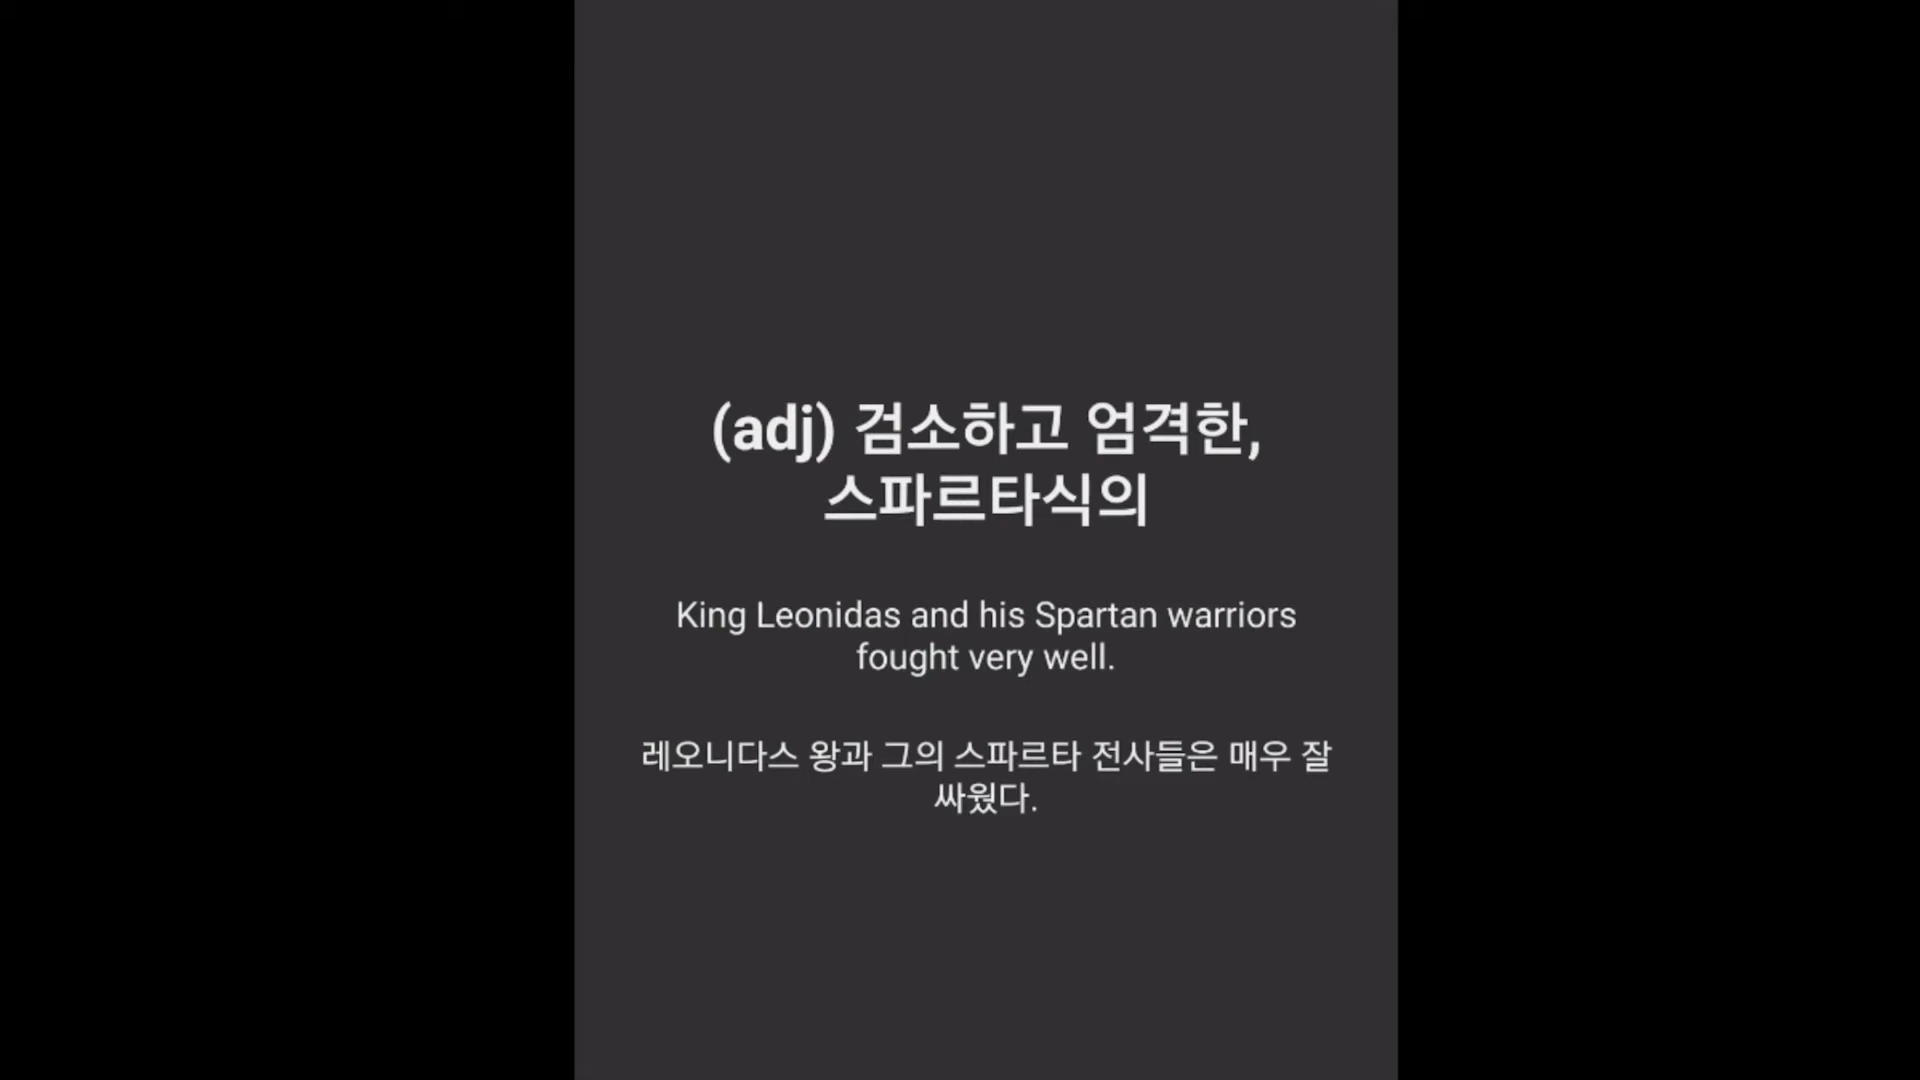 (adj) 검소하고 엄격한,
스파르타식의
King Leonidas and his Spartan warriors
fought very well.
레오니다스 왕과 그의 스파르타 전사들은 매우 잘
싸웠다.